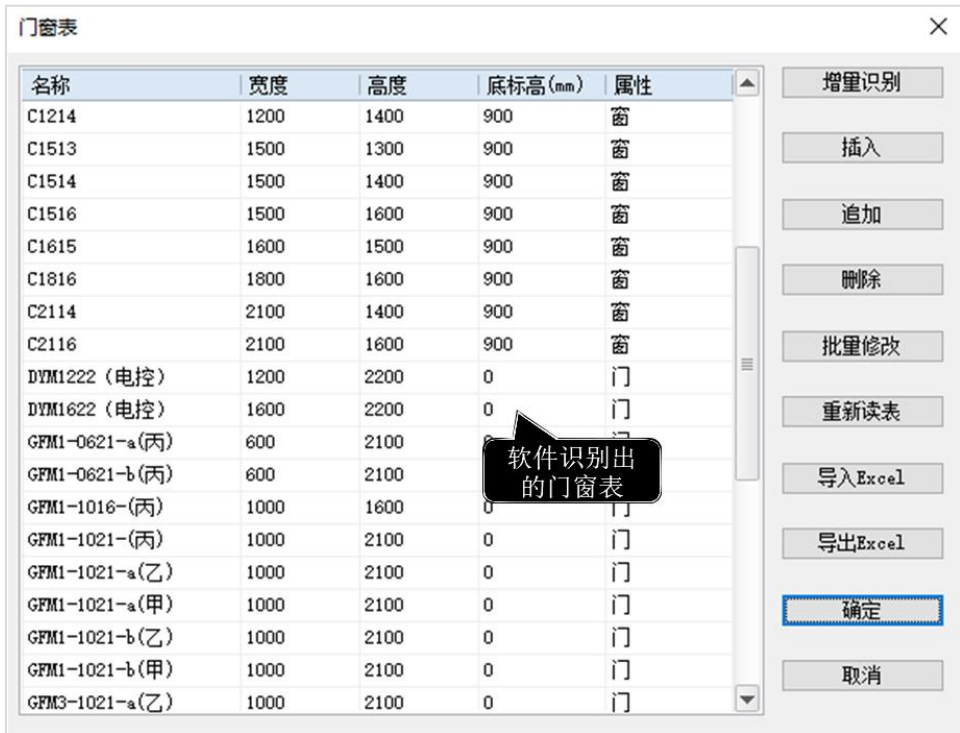 门窗表
名称 宽度 高度 底标高(mm) 属性
C1214 1200 1400 900 窗
C1513 1500 1300 900 窗
C1514 1500 1400 900 窗
C1516 1500 1600 900 窗
C1615 1600 1500 900 窗
C1816 1800 1600 900 窗
C2114 2100 1400 900 窗
C2116 2100 1600 900 窗
DYM1222（电控） 1200 2200 0 门
DYM1622（电控） 1600 2200 0 门
GFM1-0621-a(丙) 600 2100
GFM1-0621-b(丙) 600 2100
GFM1-1016-(丙) 1000 1600 0 门
GFM1-1021-(丙) 1000 2100 0 门
GFM1-1021-a(乙) 1000 2100 0 门
GFM1-1021-a(甲) 1000 2100 0 门
GFM1-1021-b(乙) 1000 2100 0 门
GFM1-1021-b(甲) 1000 2100 0 门
GFM3-1021-a(乙) 1000 2100 0 门
软件识别出
的门窗表
增量识别
插入
追加
删除
批量修改
重新读表
导入Excel
导出Excel
确定
取消